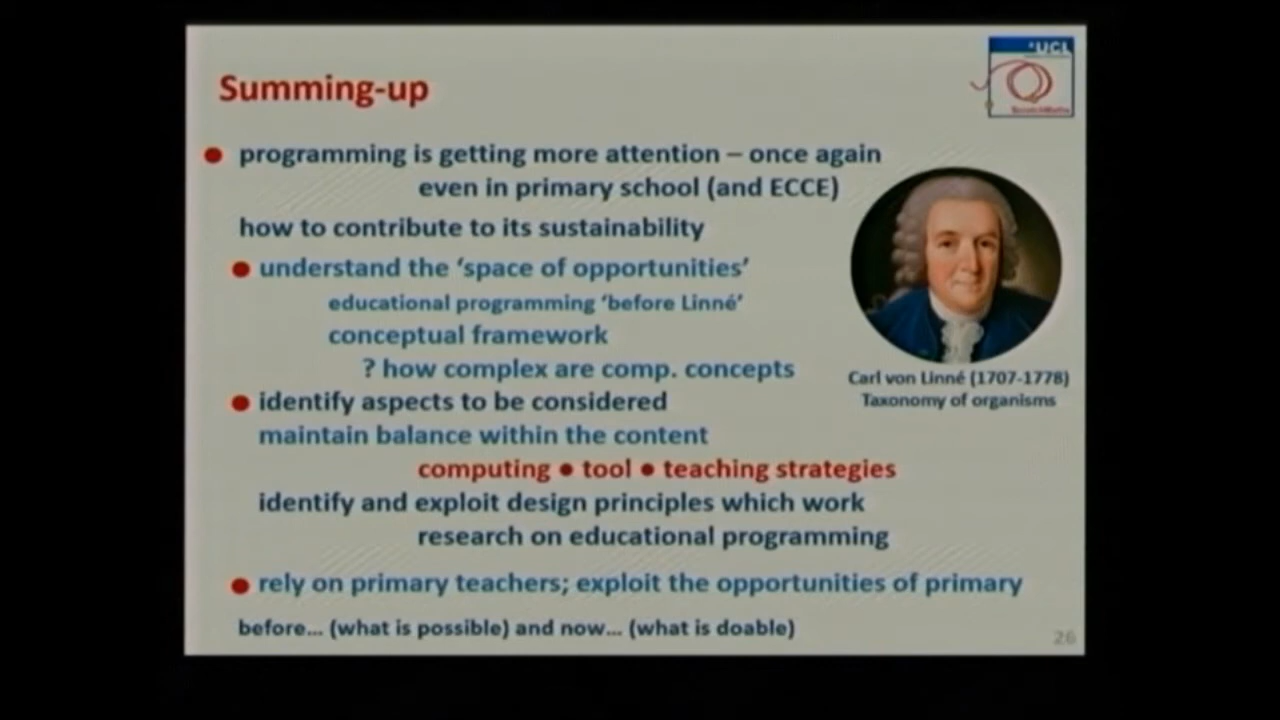 UCL
ScratchMaths
Summing-up
programming is getting more attention – once again
even in primary school (and ECCE)
how to contribute to its sustainability
understand the ‘space of opportunities’
educational programming ‘before Linné’
conceptual framework
? how complex are comp. concepts
Carl von Linné (1707-1778)
Taxonomy of organisms
identify aspects to be considered
maintain balance within the content
computing ● tool ● teaching strategies
identify and exploit design principles which work
research on educational programming
rely on primary teachers; exploit the opportunities of primary
before... (what is possible) and now... (what is doable)
26